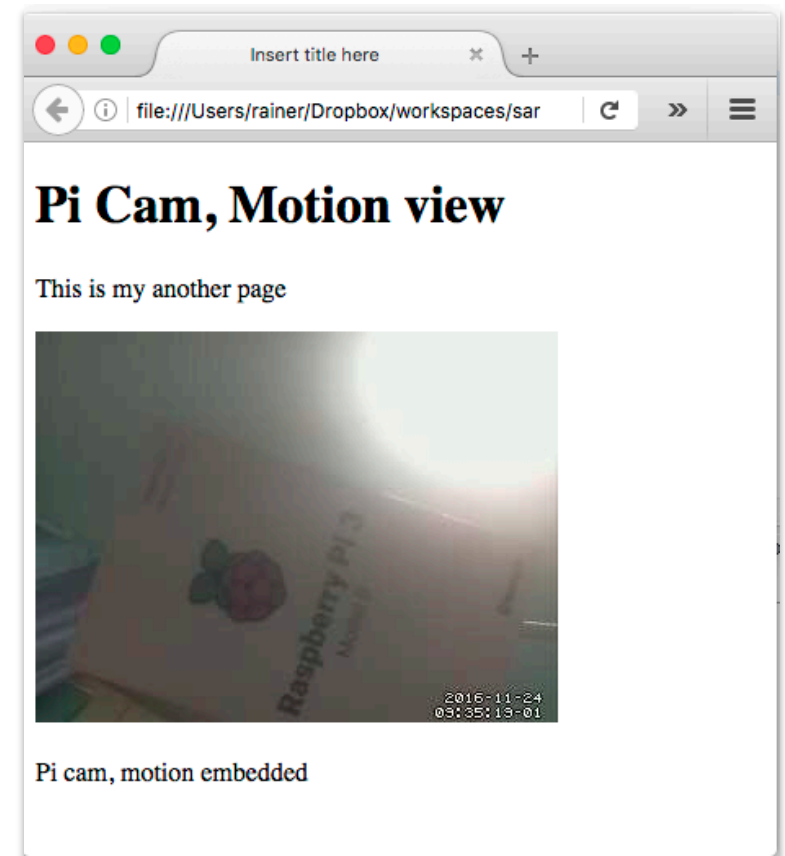 Insert title here
file:///Users/rainer/Dropbox/workspaces/sar
Pi Cam, Motion view
This is my another page
Raspberry Pi 3
2016-11-24
09:35:19-01
Pi cam, motion embedded